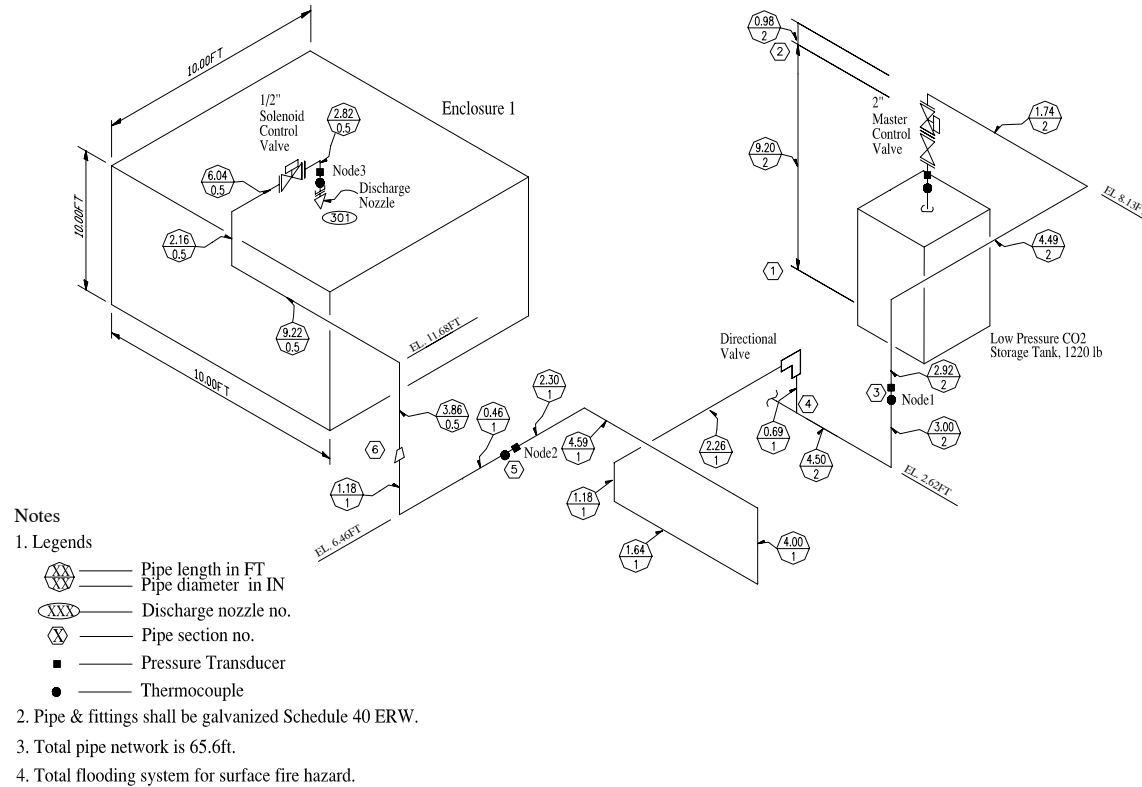 10.00FT
10.00FT
10.00FT
Enclosure 1
1/2"
Solenoid
Control
Valve
2.82
0.5
Node3
Discharge
Nozzle
301
6.04
0.5
2.16
0.5
9.22
0.5
EL. 11.68FT
3.86
0.5
6
1.18
1
EL. 6.46FT
0.46
1
2.30
1
Node2
5
4.59
1
1.18
1
1.64
1
4.00
1
2.26
1
Directional
Valve
4
0.69
1
4.50
2
EL. 2.62FT
3.00
2
3
Node1
2.92
2
Low Pressure CO2
Storage Tank, 1220 lb
4.49
2
EL 8.13F
1.74
2
2"
Master
Control
Valve
0.98
2
2
9.20
2
1
Notes
1. Legends
XX
XX
Pipe length in FT
Pipe diameter in IN
XXX
Discharge nozzle no.
X
Pipe section no.
Pressure Transducer
Thermocouple
2. Pipe & fittings shall be galvanized Schedule 40 ERW.
3. Total pipe network is 65.6ft.
4. Total flooding system for surface fire hazard.